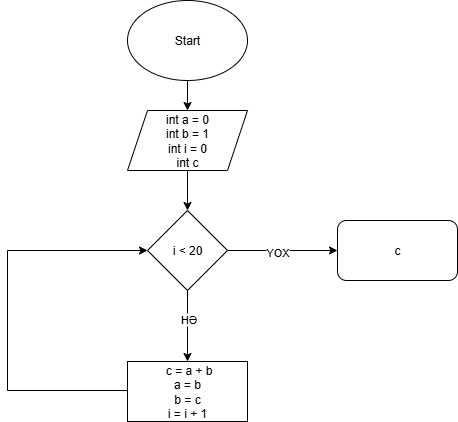 Start
int a = 0
int b = 1
int i = 0
int c
i < 20
YOX
c
HƏ
c = a + b
a = b
b = c
i = i + 1